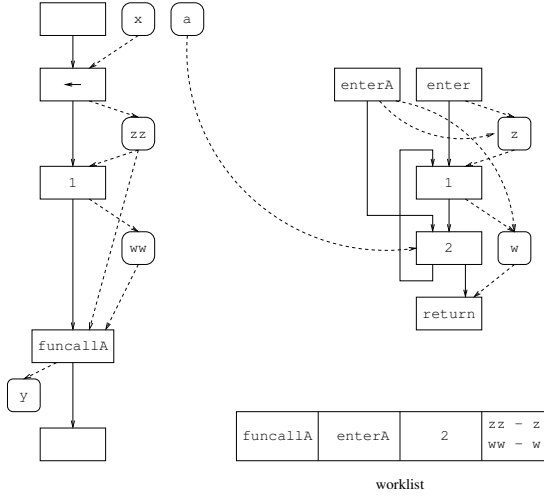 x
a
←
zz
1
ww
funcallA
y
enterA
enter
z
1
2
w
return
funcallA enterA 2 zz - z
ww - w
worklist